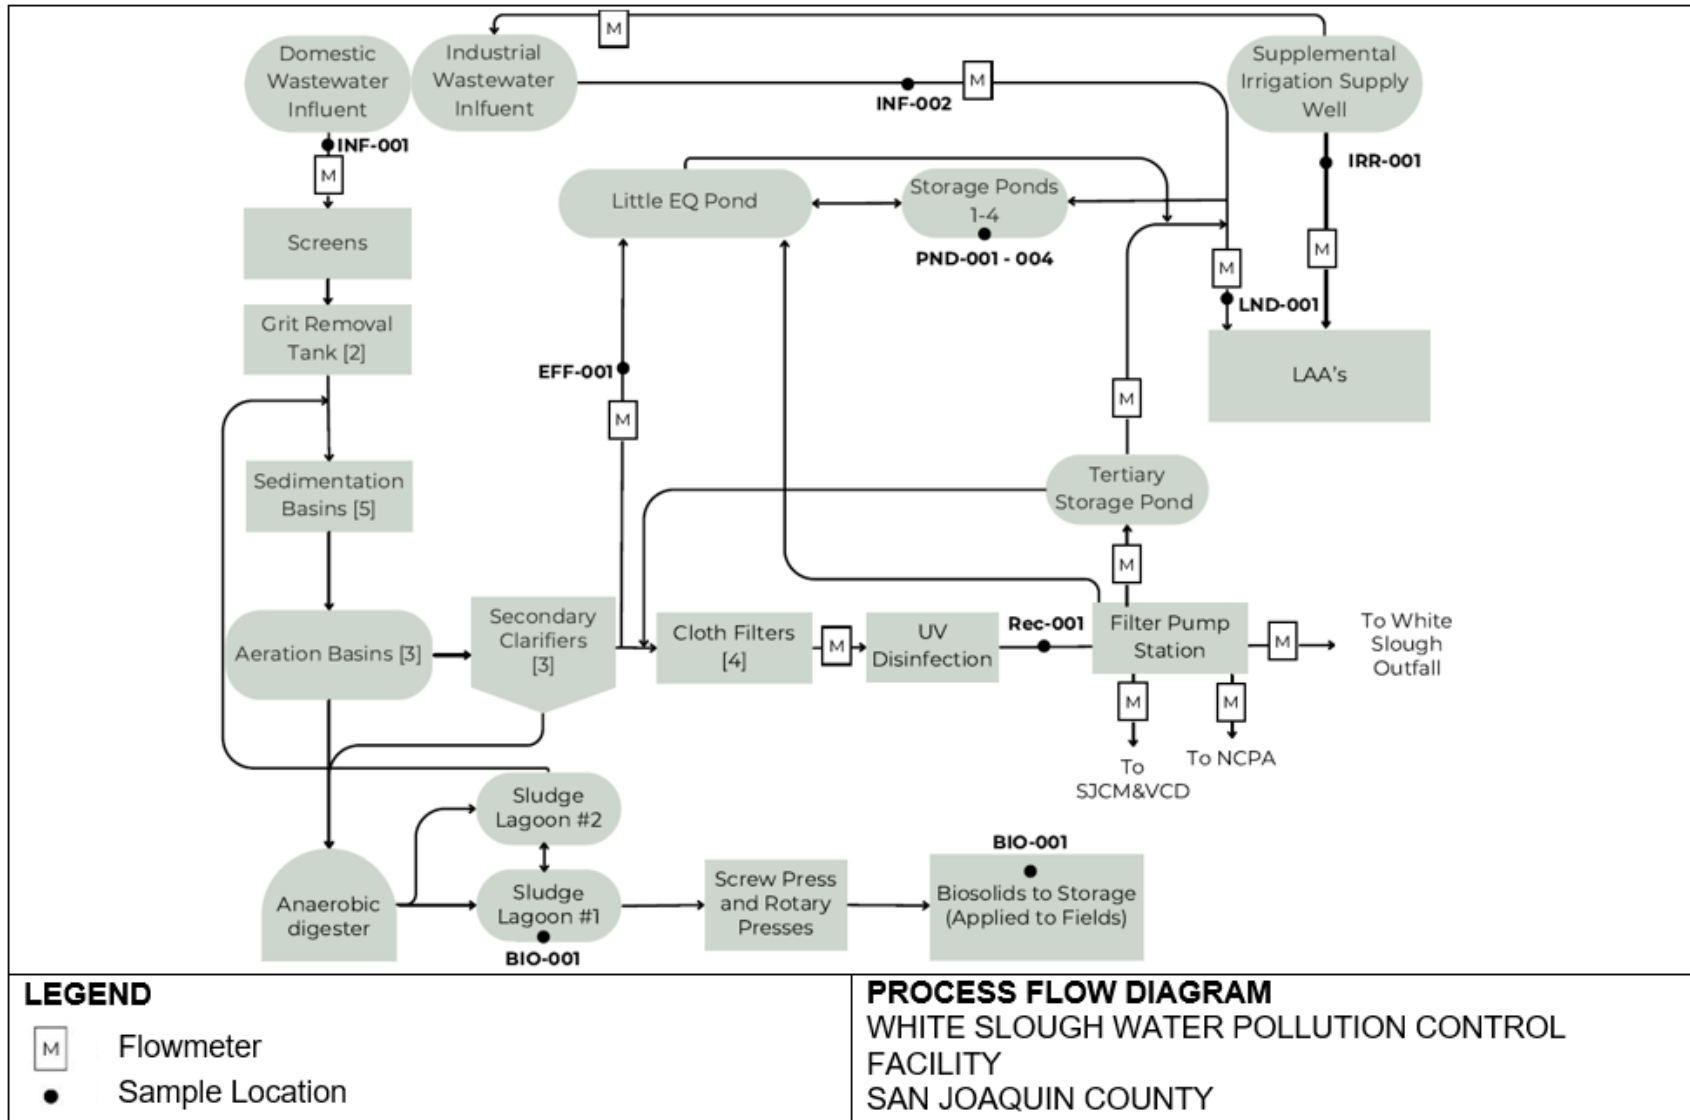 M
Domestic
Wastewater
Influent
Industrial
Wastewater
Inlfuent
Supplemental
Irrigation Supply
Well
M
INF-002
INF-001
M
IRR-001
Screens
Little EQ Pond
Storage Ponds
1-4
PND-001 - 004
M
M
LND-001
Grit Removal
Tank [2]
LAA's
EFF-001
M
M
Sedimentation
Basins [5]
Tertiary
Storage Pond
M
Aeration Basins [3]
Secondary
Clarifiers
[3]
Cloth Filters
[4]
M
UV
Disinfection
Rec-001
Filter Pump
Station
M
To White
Slough
Outfall
M
M
To
SJCM&VCD
To NCPA
Sludge
Lagoon #2
Anaerobic
digester
Sludge
Lagoon #1
BIO-001
Screw Press
and Rotary
Presses
BIO-001
Biosolids to Storage
(Applied to Fields)
LEGEND
M Flowmeter
Sample Location
PROCESS FLOW DIAGRAM
WHITE SLOUGH WATER POLLUTION CONTROL
FACILITY
SAN JOAQUIN COUNTY